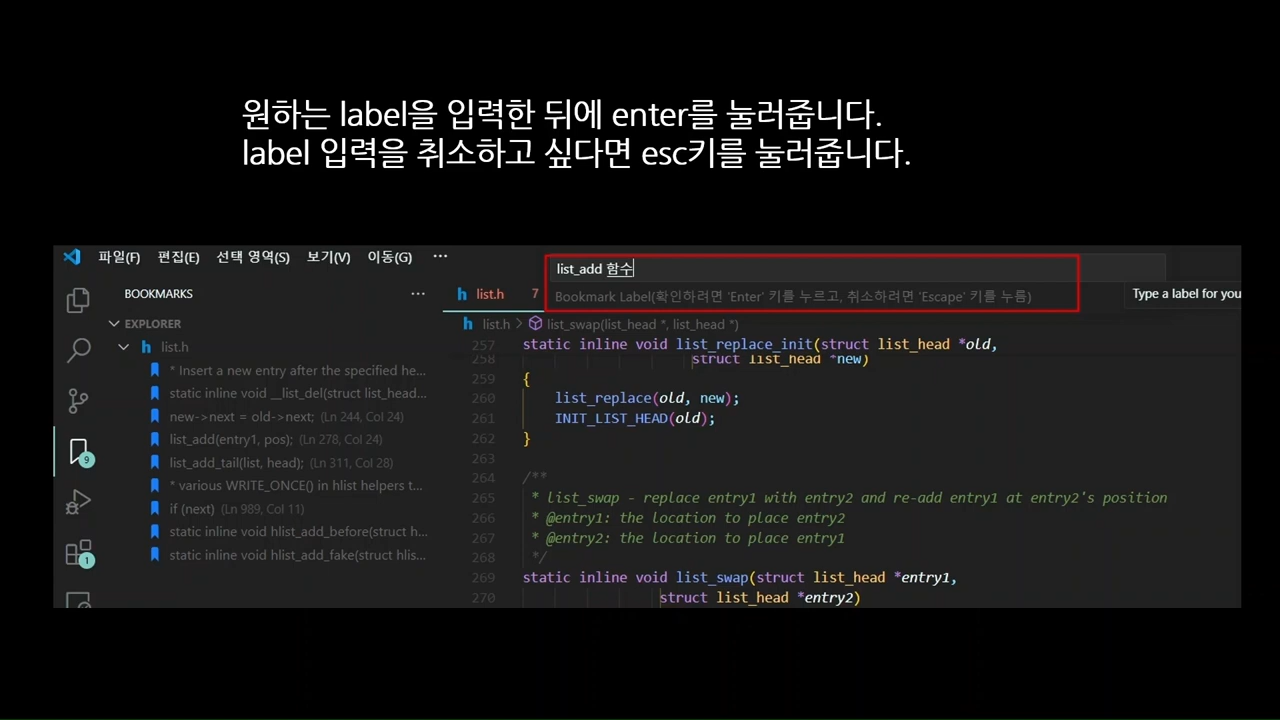 원하는 label을 입력한 뒤에 enter를 눌러줍니다.
label 입력을 취소하고 싶다면 esc키를 눌러줍니다.
파일(F) 편집(E) 선택 영역(S) 보기(V) 이동(G) ···
list_add 함수
Bookmark Label(확인하려면 'Enter' 키를 누르고, 취소하려면 'Escape' 키를 누름)
Type a label for you
BOOKMARKS ···
list.h 7
EXPLORER
list.h > list_swap(list_head *, list_head *)
list.h
* Insert a new entry after the specified he...
static inline void __list_del(struct list_head...
new->next = old->next; (Ln 244, Col 24)
list_add(entry1, pos); (Ln 278, Col 24)
list_add_tail(list, head); (Ln 311, Col 28)
* various WRITE_ONCE() in hlist helpers t...
if (next) (Ln 989, Col 11)
static inline void hlist_add_before(struct h...
static inline void hlist_add_fake(struct hlis...
9
1
257 static inline void list_replace_init(struct list_head *old,
258 struct list_head *new)
259 {
260 list_replace(old, new);
261 INIT_LIST_HEAD(old);
262 }
263
264 /**
265 * list_swap - replace entry1 with entry2 and re-add entry1 at entry2's position
266 * @entry1: the location to place entry2
267 * @entry2: the location to place entry1
268 */
269 static inline void list_swap(struct list_head *entry1,
270 struct list_head *entry2)